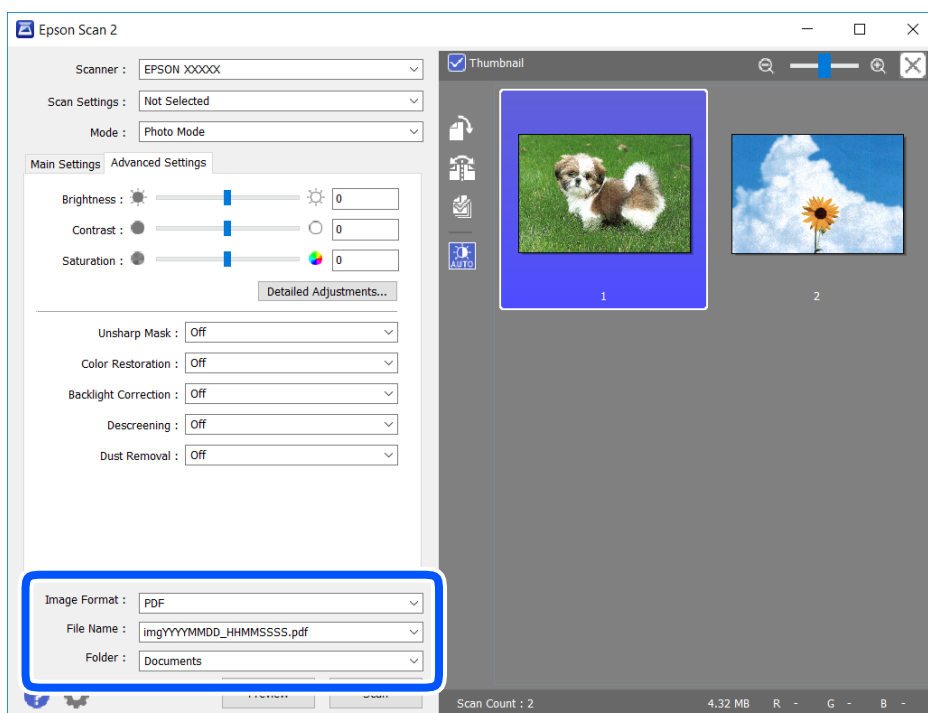 Epson Scan 2
Scanner : EPSON XXXXX
Scan Settings : Not Selected
Mode : Photo Mode
Main Settings Advanced Settings
Brightness : 0
Contrast : 0
Saturation : 0
Detailed Adjustments...
Unsharp Mask : Off
Color Restoration : Off
Backlight Correction : Off
Descreening : Off
Dust Removal : Off
Image Format : PDF
File Name : imgYYYYMMDD_HHMMSSSS.pdf
Folder : Documents
Preview Scan
Thumbnail
AUTO
1 2
Scan Count : 2 4.32 MB R - G - B -